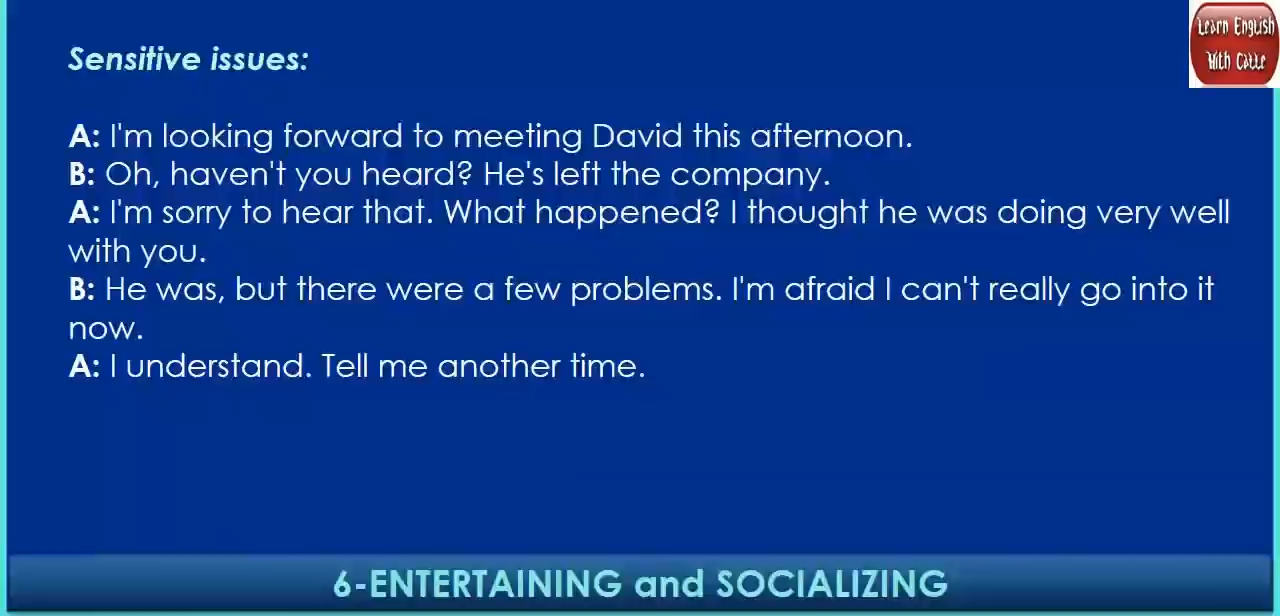 Learn English
With Catte
Sensitive issues:
A: I'm looking forward to meeting David this afternoon.
B: Oh, haven't you heard? He's left the company.
A: I'm sorry to hear that. What happened? I thought he was doing very well
with you.
B: He was, but there were a few problems. I'm afraid I can't really go into it
now.
A: I understand. Tell me another time.
6-ENTERTAINING and SOCIALIZING